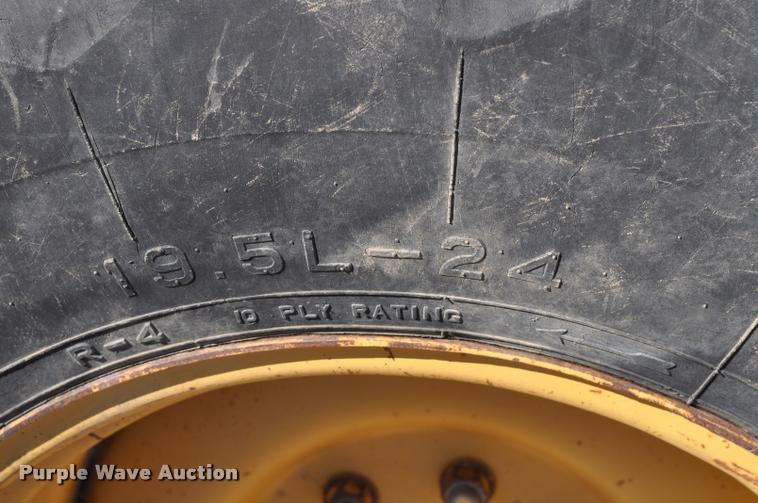 19.5L-24
R-4 10 PLY RATING
Purple Wave Auction